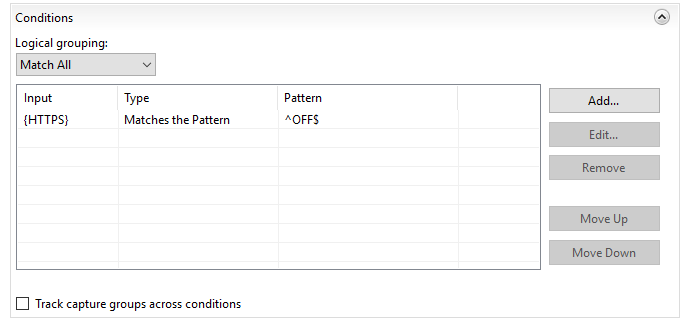 Conditions
Logical grouping:
Match All
Input Type Pattern
{HTTPS} Matches the Pattern ^OFF$
Add...
Edit...
Remove
Move Up
Move Down
Track capture groups across conditions